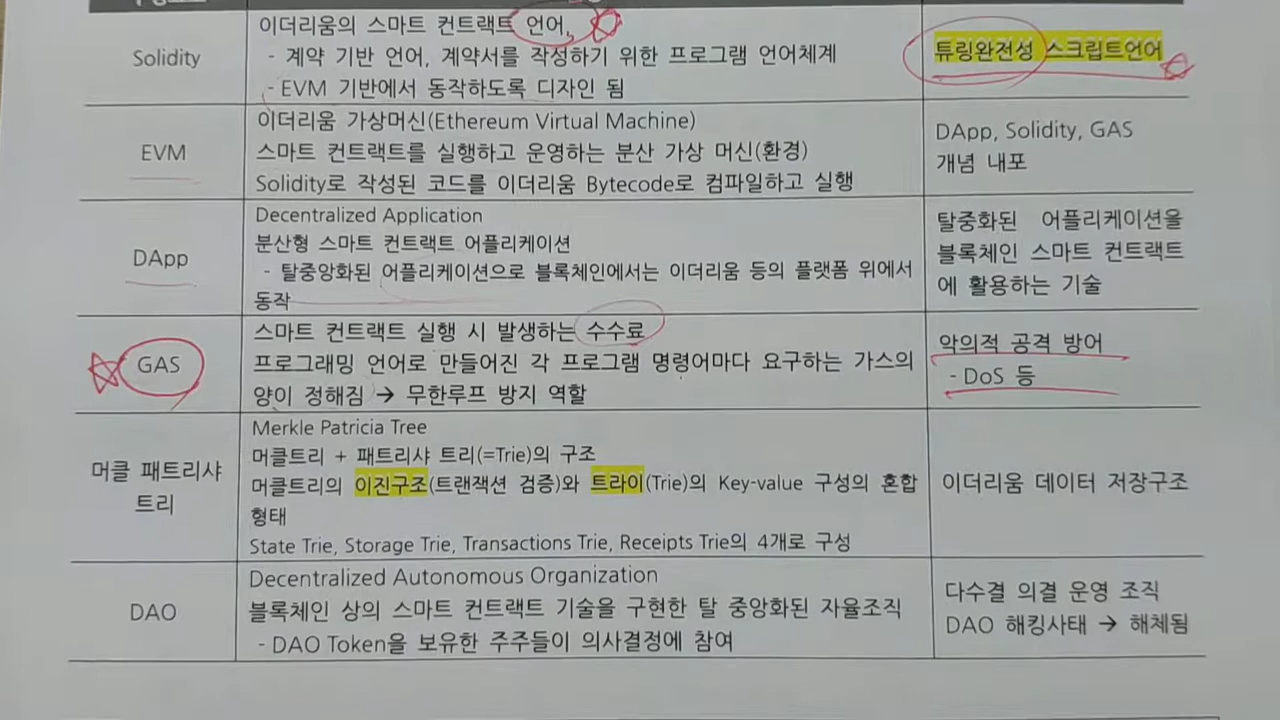 Solidity
이더리움의 스마트 컨트랙트 언어,
- 계약 기반 언어, 계약서를 작성하기 위한 프로그램 언어체계
- EVM 기반에서 동작하도록 디자인 됨
튜링완전성 스크립트언어
EVM
이더리움 가상머신(Ethereum Virtual Machine)
스마트 컨트랙트를 실행하고 운영하는 분산 가상 머신(환경)
Solidity로 작성된 코드를 이더리움 Bytecode로 컴파일하고 실행
DApp, Solidity, GAS
개념 내포
DApp
Decentralized Application
분산형 스마트 컨트랙트 어플리케이션
- 탈중앙화된 어플리케이션으로 블록체인에서는 이더리움 등의 플랫폼 위에서
동작
탈중화된 어플리케이션을
블록체인 스마트 컨트랙트
에 활용하는 기술
GAS
스마트 컨트랙트 실행 시 발생하는 수수료
프로그래밍 언어로 만들어진 각 프로그램 명령어마다 요구하는 가스의
양이 정해짐 → 무한루프 방지 역할
악의적 공격 방어
- DoS 등
머클 패트리샤
트리
Merkle Patricia Tree
머클트리 + 패트리샤 트리(=Trie)의 구조
머클트리의 이진구조(트랜잭션 검증)와 트라이(Trie)의 Key-value 구성의 혼합
형태
State Trie, Storage Trie, Transactions Trie, Receipts Trie의 4개로 구성
이더리움 데이터 저장구조
DAO
Decentralized Autonomous Organization
블록체인 상의 스마트 컨트랙트 기술을 구현한 탈 중앙화된 자율조직
- DAO Token을 보유한 주주들이 의사결정에 참여
다수결 의결 운영 조직
DAO 해킹사태 → 해체됨